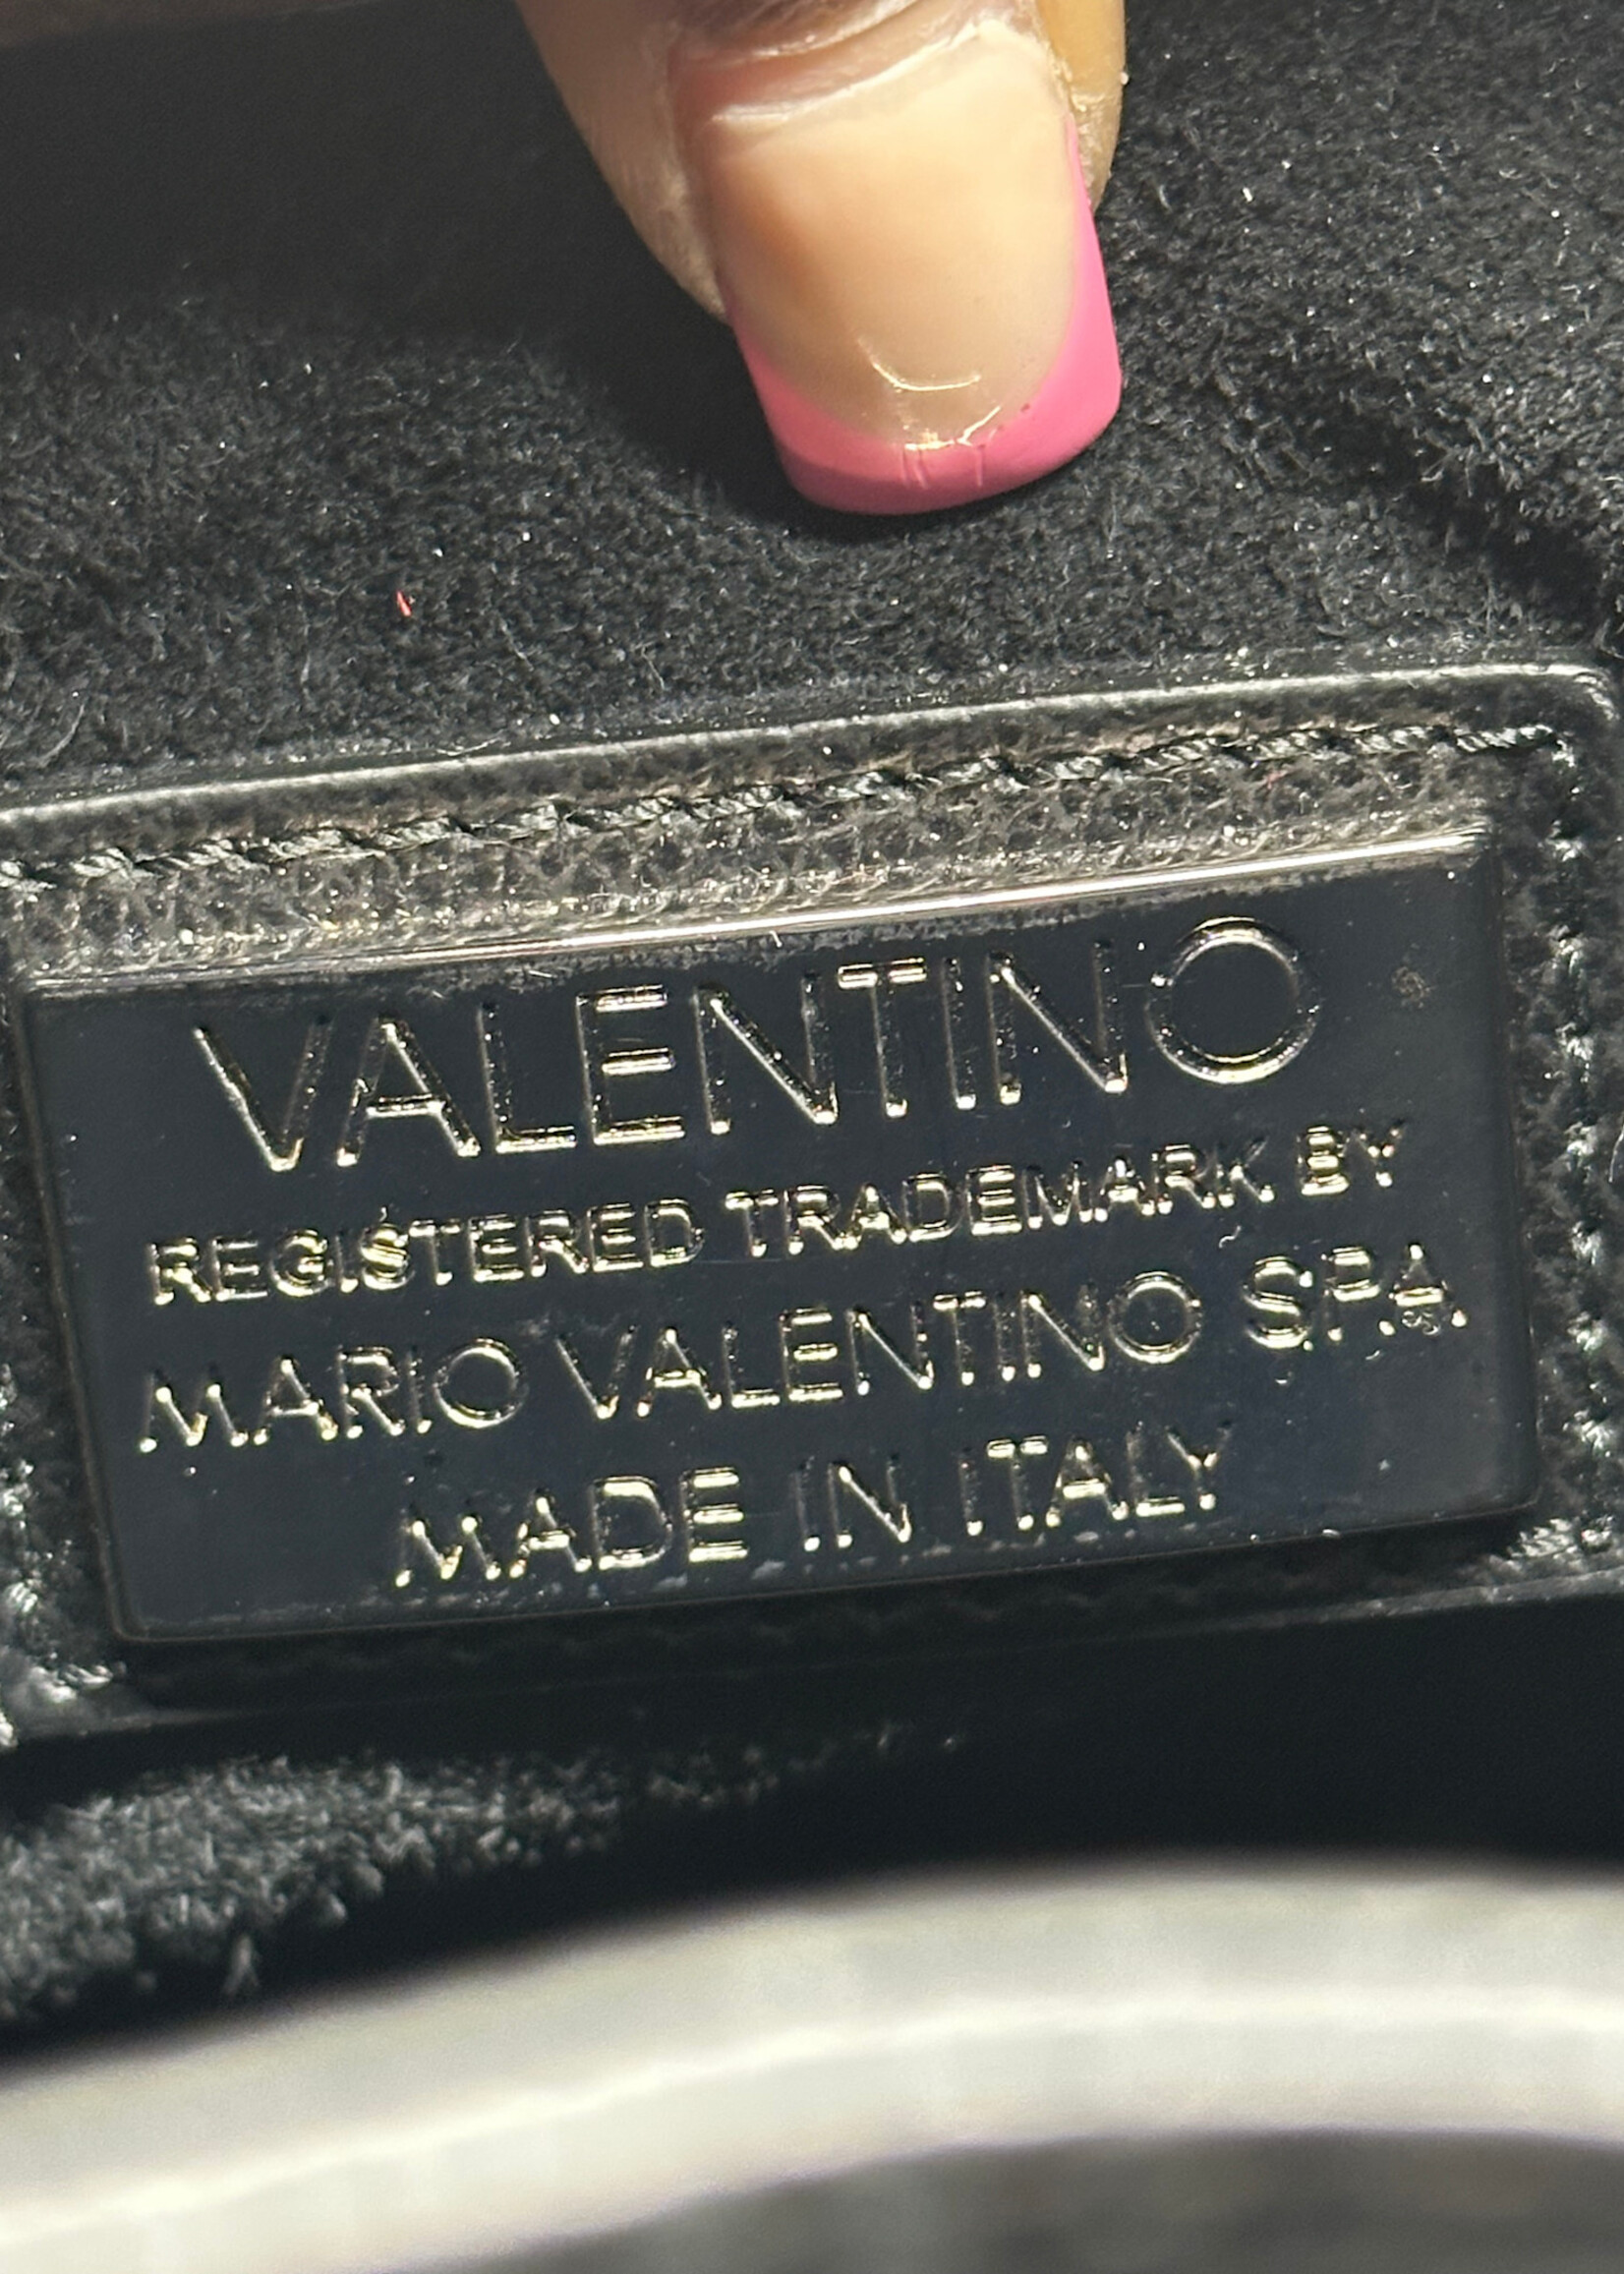 VALENTINO
REGISTERED TRADEMARK BY
MARIO VALENTINO S.P.A.
MADE IN ITALY